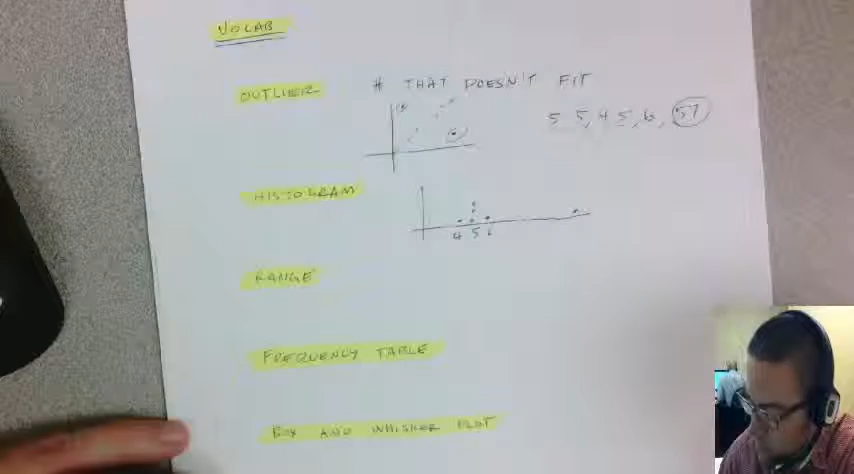 VOCAB
OUTLIER # THAT DOESN'T FIT
5 5, 4 5, 6, 57
HISTOGRAM
4 5 6
RANGE
FREQUENCY TABLE
BOX AND WHISKER PLOT